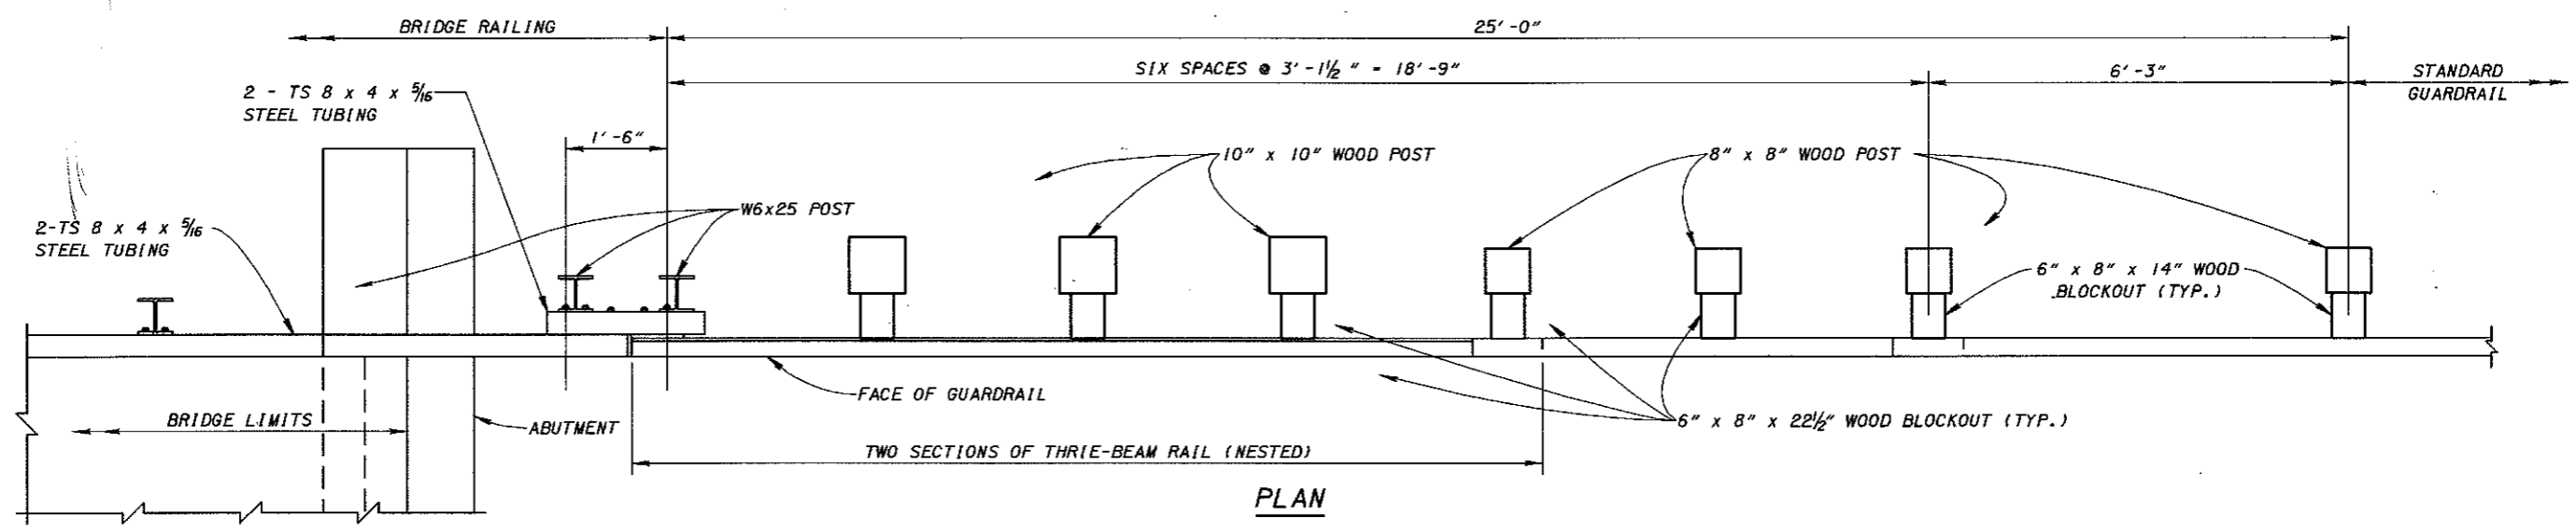 BRIDGE RAILING
25'-0"
SIX SPACES @ 3'-1½" = 18'-9"
6'-3"
STANDARD
GUARDRAIL
2 - TS 8 x 4 x 5/16
STEEL TUBING
1'-6"
10" x 10" WOOD POST
8" x 8" WOOD POST
W6x25 POST
2-TS 8 x 4 x 5/16
STEEL TUBING
6" x 8" x 14" WOOD
BLOCKOUT (TYP.)
FACE OF GUARDRAIL
BRIDGE LIMITS
ABUTMENT
6" x 8" x 22½" WOOD BLOCKOUT (TYP.)
TWO SECTIONS OF THRIE-BEAM RAIL (NESTED)
PLAN